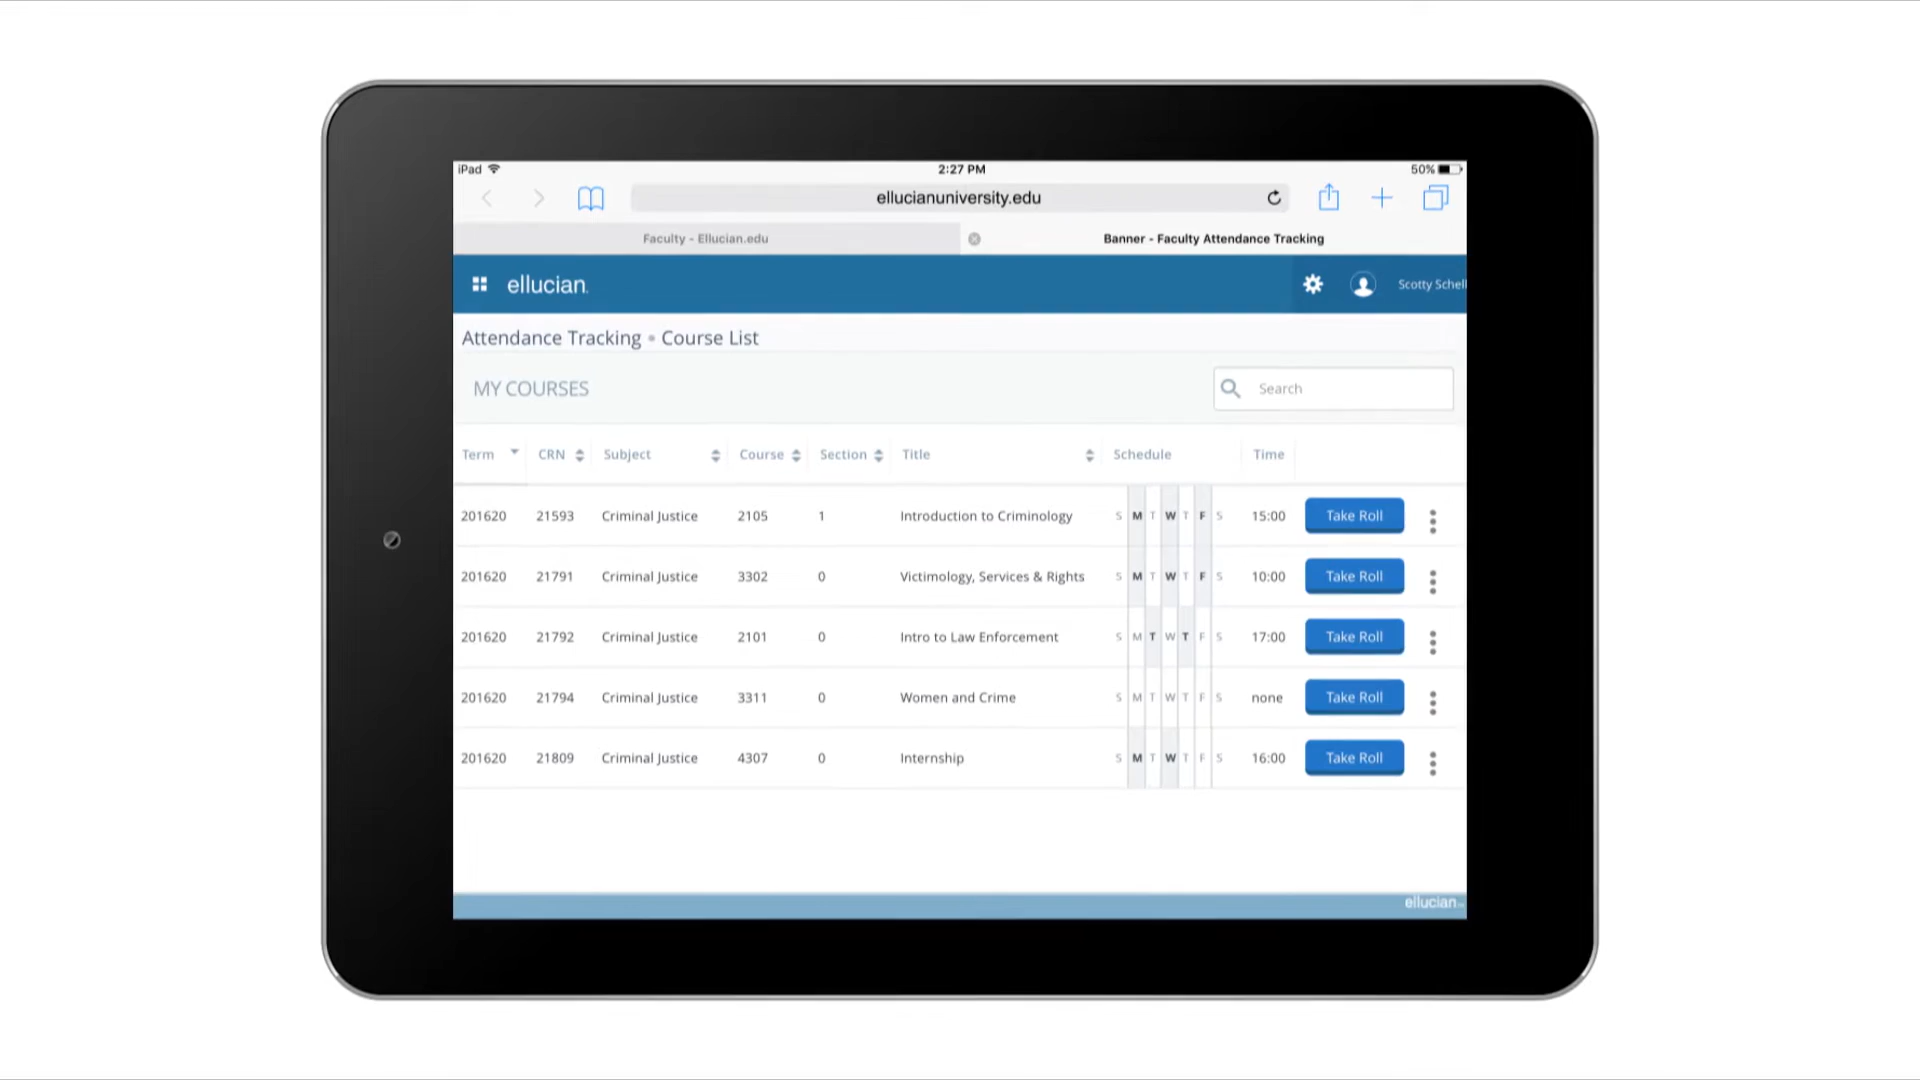 iPad 2:27 PM 50%
ellucianuniversity.edu
Faculty - Ellucian.edu Banner - Faculty Attendance Tracking
ellucian. Scotty Schell
Attendance Tracking • Course List
MY COURSES Search
Term CRN Subject Course Section Title Schedule Time
201620 21593 Criminal Justice 2105 1 Introduction to Criminology S M T W T F S 15:00 Take Roll
201620 21791 Criminal Justice 3302 0 Victimology, Services & Rights S M T W T F S 10:00 Take Roll
201620 21792 Criminal Justice 2101 0 Intro to Law Enforcement S M T W T F S 17:00 Take Roll
201620 21794 Criminal Justice 3311 0 Women and Crime S M T W T F S none Take Roll
201620 21809 Criminal Justice 4307 0 Internship S M T W T F S 16:00 Take Roll
ellucian